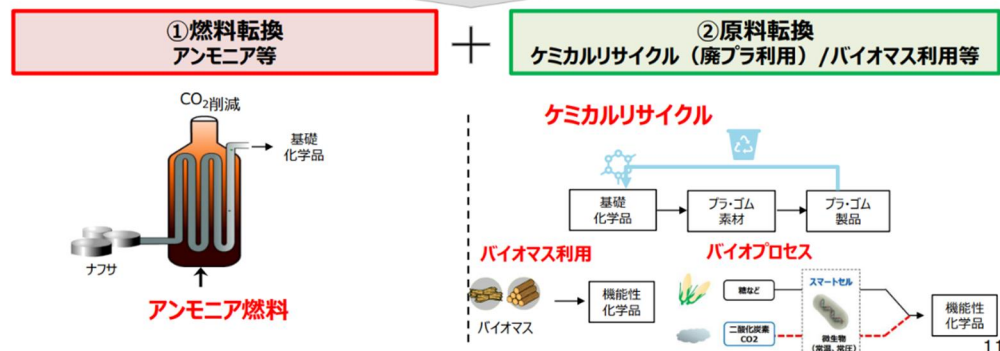 ①燃料転換
アンモニア等
＋
②原料転換
ケミカルリサイクル（廃プラ利用）/バイオマス利用等
CO₂削減
基礎
化学品
ナフサ
アンモニア燃料
ケミカルリサイクル
基礎
化学品
プラ・ゴム
素材
プラ・ゴム
製品
バイオマス利用
バイオマス
機能性
化学品
バイオプロセス
糖など
二酸化炭素
CO2
スマートセル
微生物
（常温、常圧）
機能性
化学品
11